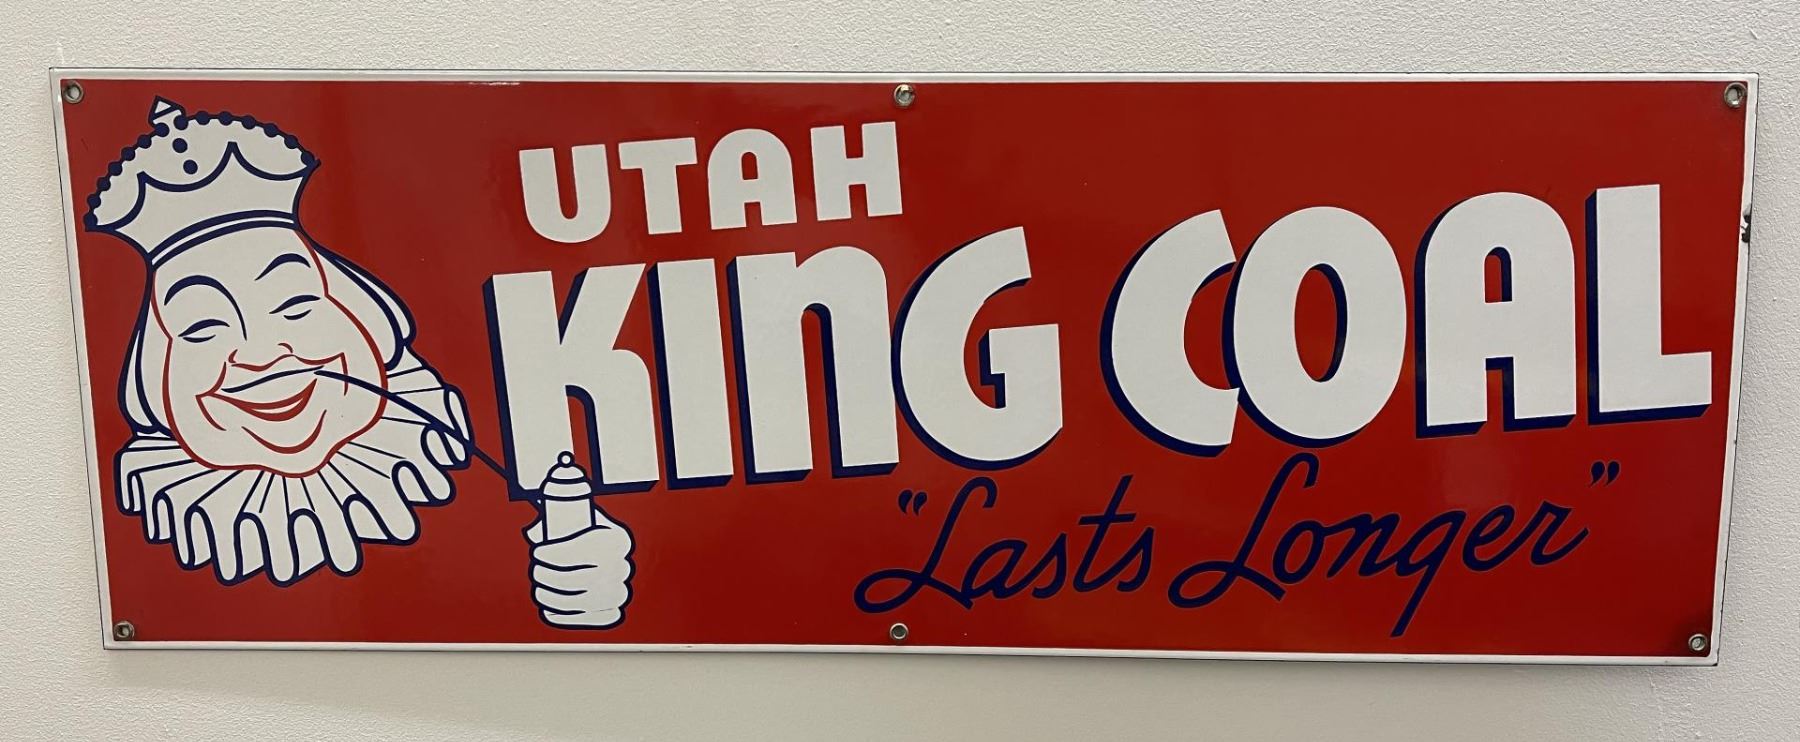 UTAH
KING COAL
"Lasts Longer"